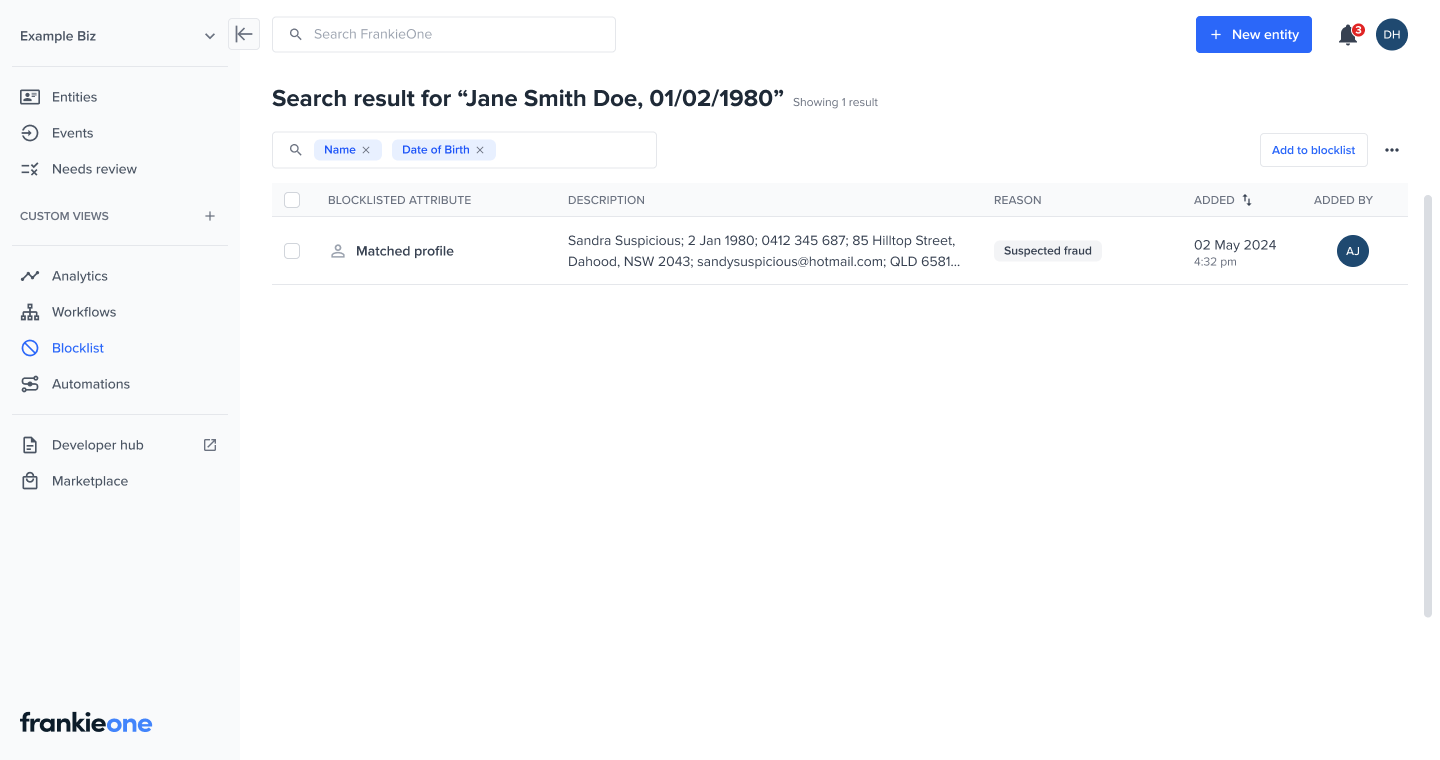 Example Biz
Search FrankieOne
+ New entity
3
DH
Entities
Events
Needs review
CUSTOM VIEWS
Analytics
Workflows
Blocklist
Automations
Developer hub
Marketplace
frankieone
Search result for “Jane Smith Doe, 01/02/1980” Showing 1 result
Name × Date of Birth ×
Add to blocklist
BLOCKLISTED ATTRIBUTE DESCRIPTION REASON ADDED ADDED BY
Matched profile
Sandra Suspicious; 2 Jan 1980; 0412 345 687; 85 Hilltop Street,
Dahood, NSW 2043; sandysuspicious@hotmail.com; QLD 6581...
Suspected fraud
02 May 2024
4:32 pm
AJ